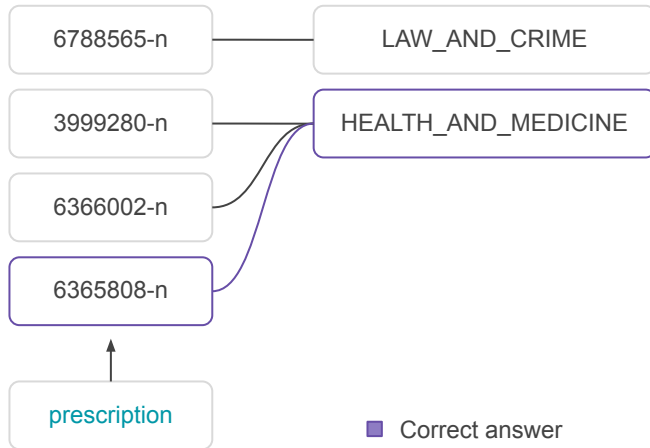 6788565-n LAW_AND_CRIME
3999280-n HEALTH_AND_MEDICINE
6366002-n
6365808-n
prescription
Correct answer